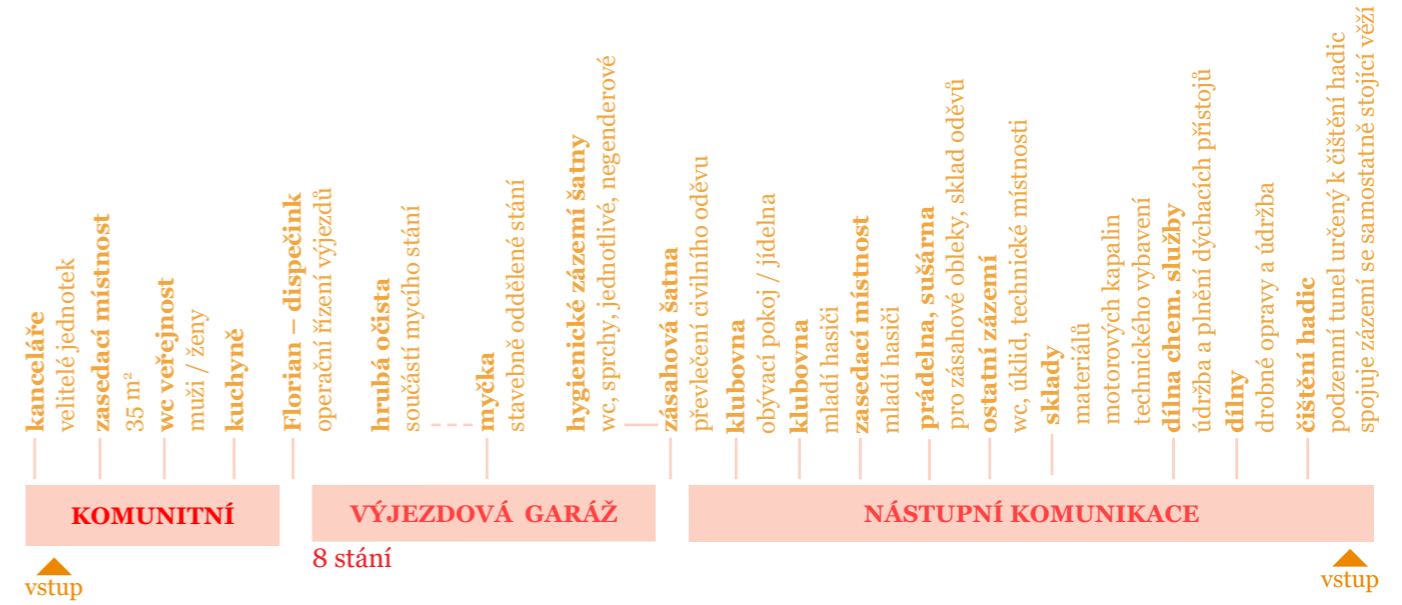 kanceláře
velitelé jednotek
zasedací místnost
35 m²
wc veřejnost
muži / ženy
kuchyně
Florian – dispečink
operační řízení výjezdů
hrubá očista
součástí mycího stání
myčka
stavebně oddělené stání
hygienické zázemí šatny
wc, sprchy, jednotlivé, negenderové
zásahová šatna
převlečení civilního oděvu
klubovna
obývací pokoj / jídelna
klubovna
mladí hasiči
zasedací místnost
mladí hasiči
prádelna, sušárna
pro zásahové obleky, sklad oděvů
ostatní zázemí
wc, úklid, technické místnosti
sklady
materiálů
motorových kapalin
technického vybavení
dílna chem. služby
údržba a plnění dýchacích přístojů
dílny
drobné opravy a údržba
čištění hadic
podzemní tunel určený k čištění hadic
spojuje zázemí se samostatně stojící věží
KOMUNITNÍ
VÝJEZDOVÁ GARÁŽ
NÁSTUPNÍ KOMUNIKACE
8 stání
vstup
vstup